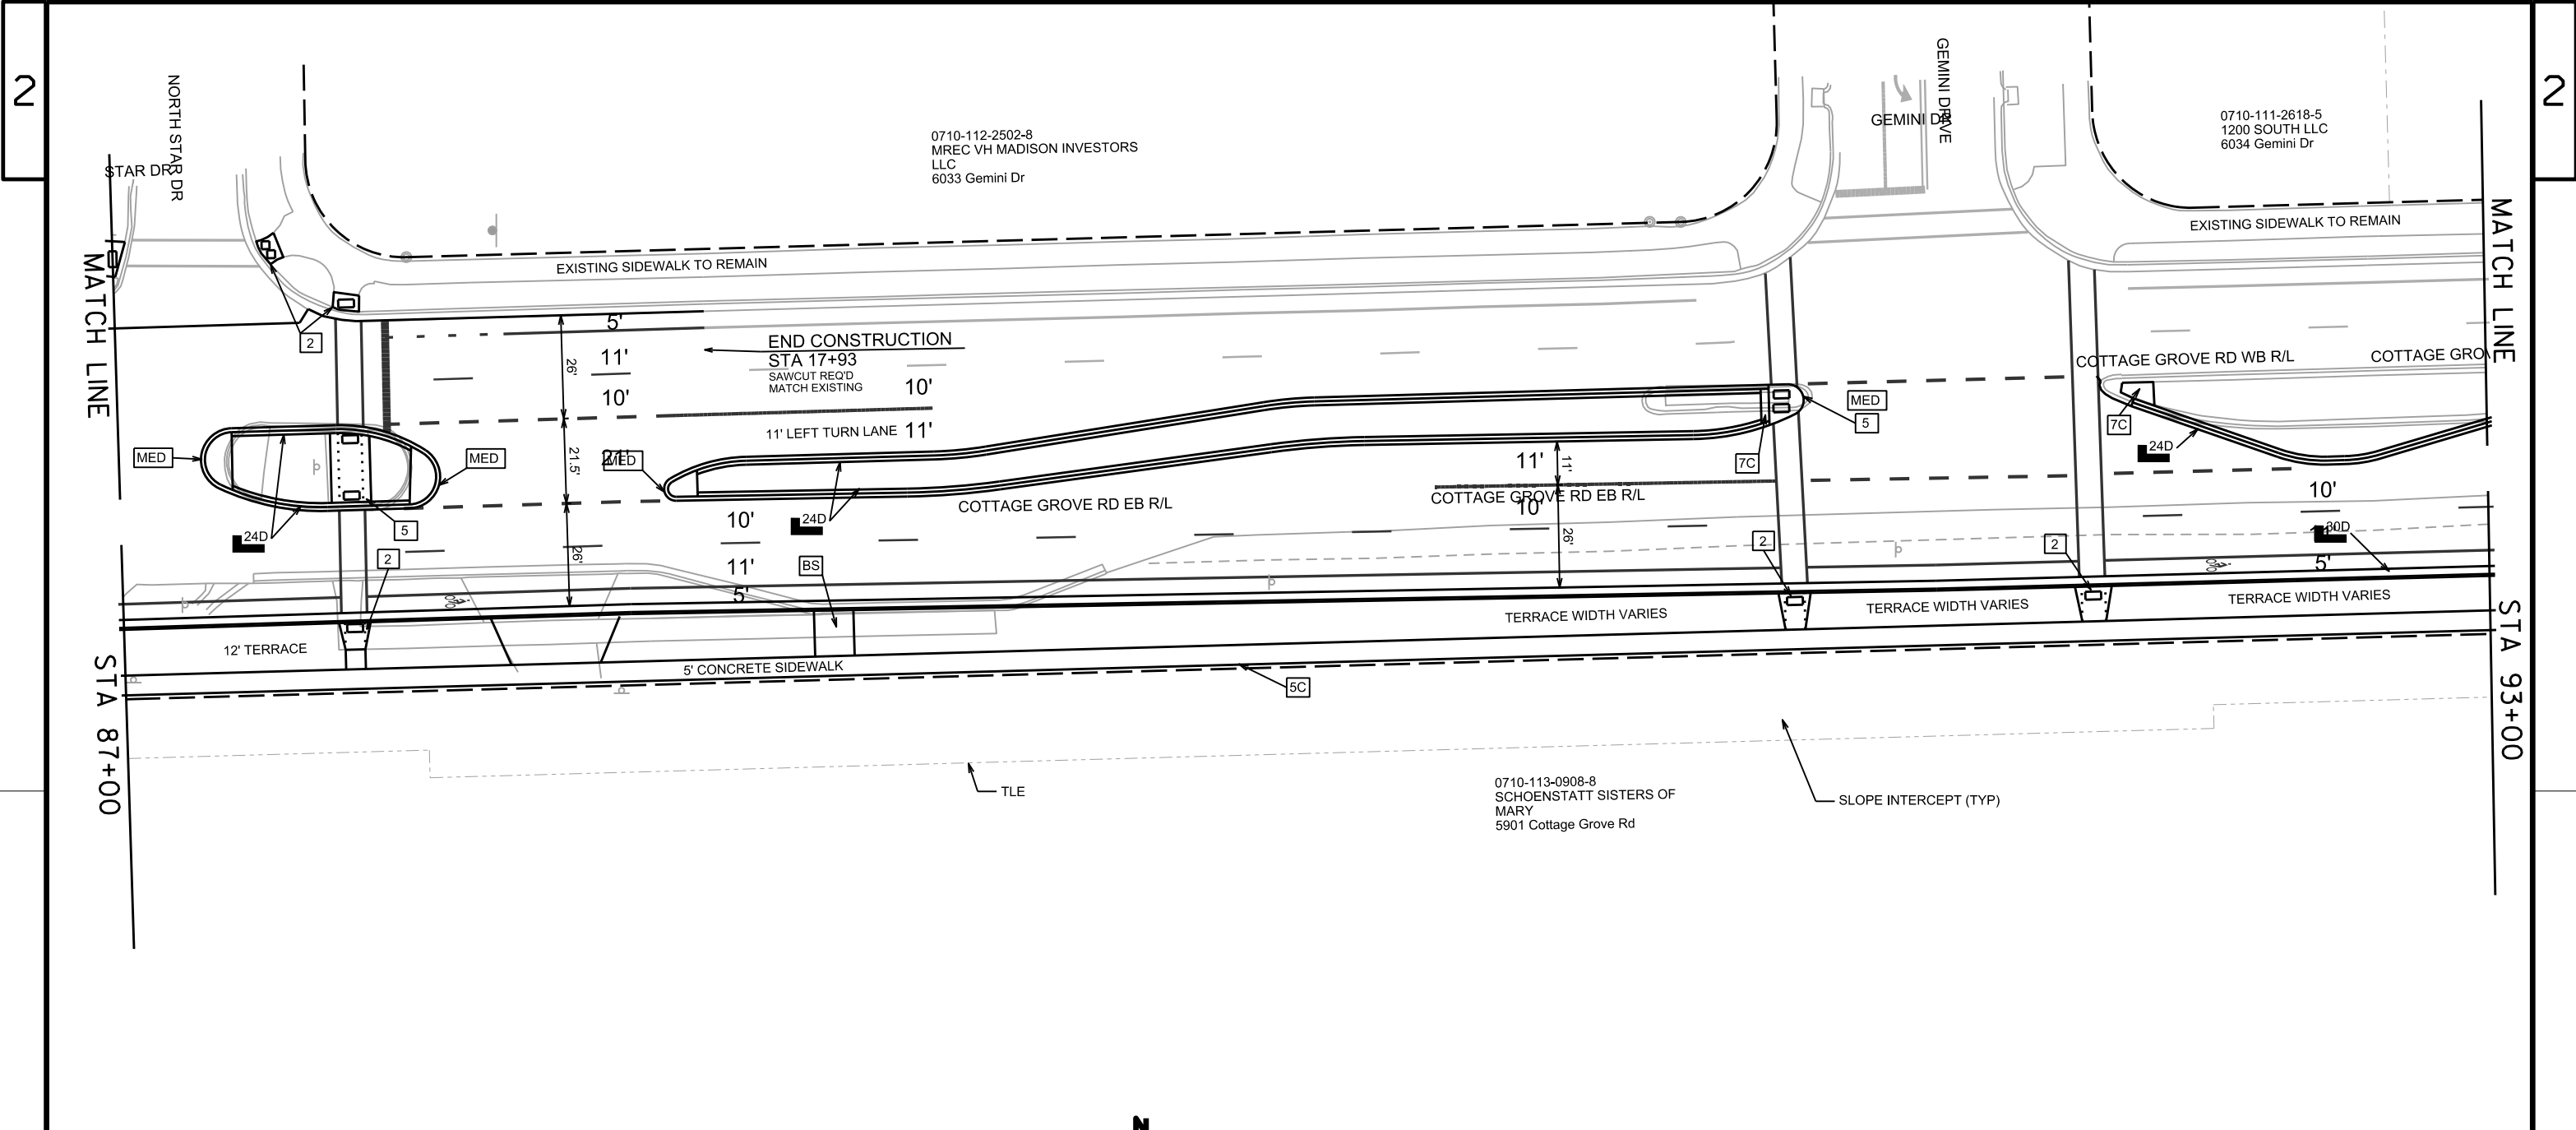 2
2
NORTH STAR DR
STAR DR
0710-112-2502-8
MREC VH MADISON INVESTORS
LLC
6033 Gemini Dr
GEMINI DRIVE
GEMINI DR
0710-111-2618-5
1200 SOUTH LLC
6034 Gemini Dr
MATCH LINE
EXISTING SIDEWALK TO REMAIN
EXISTING SIDEWALK TO REMAIN
MATCH LINE
2
5'
26'
11'
10'
END CONSTRUCTION
STA 17+93
SAWCUT REQ'D
MATCH EXISTING
10'
11' LEFT TURN LANE
11'
COTTAGE GROVE RD WB R/L
COTTAGE GRO
MED
5
7C
24D
MED
MED
21.5'
21'
MED
11'
11'
7C
24D
5
24D
COTTAGE GROVE RD EB R/L
COTTAGE GROVE RD EB R/L
10'
10'
26'
10'
30D
11'
5'
2
26'
11'
5'
BS
2
2
12' TERRACE
5' CONCRETE SIDEWALK
TERRACE WIDTH VARIES
TERRACE WIDTH VARIES
TERRACE WIDTH VARIES
5C
STA 87+00
STA 93+00
TLE
0710-113-0908-8
SCHOENSTATT SISTERS OF
MARY
5901 Cottage Grove Rd
SLOPE INTERCEPT (TYP)
N